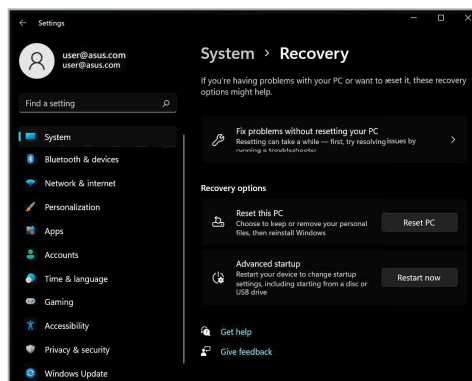 Settings
user@asus.com
user@asus.com
Find a setting
System
Bluetooth & devices
Network & internet
Personalization
Apps
Accounts
Time & language
Gaming
Accessibility
Privacy & security
Windows Update
System > Recovery
If you're having problems with your PC or want to reset it, these recovery
options might help.
Fix problems without resetting your PC
Resetting can take a while — first, try resolving issues by
running a troubleshooter
Recovery options
Reset this PC
Choose to keep or remove your personal
files, then reinstall Windows
Reset PC
Advanced startup
Restart your device to change startup
settings, including starting from a disc or
USB drive
Restart now
Get help
Give feedback